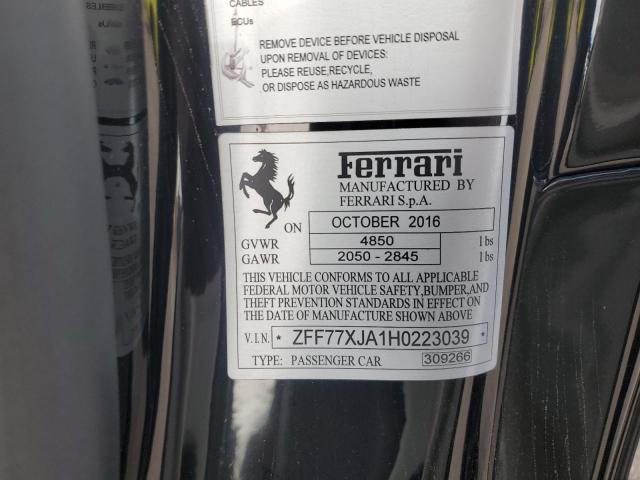 CABLES
ECUs
REMOVE DEVICE BEFORE VEHICLE DISPOSAL
UPON REMOVAL OF DEVICES:
PLEASE REUSE,RECYCLE,
OR DISPOSE AS HAZARDOUS WASTE
Ferrari
MANUFACTURED BY
FERRARI S.p.A.
ON OCTOBER 2016
GVWR 4850 lbs
GAWR 2050 - 2845 lbs
THIS VEHICLE CONFORMS TO ALL APPLICABLE
FEDERAL MOTOR VEHICLE SAFETY,BUMPER,AND
THEFT PREVENTION STANDARDS IN EFFECT ON
THE DATE OF MANUFACTURE SHOWN ABOVE
V.I.N. * ZFF77XJA1H0223039 *
TYPE: PASSENGER CAR 309266